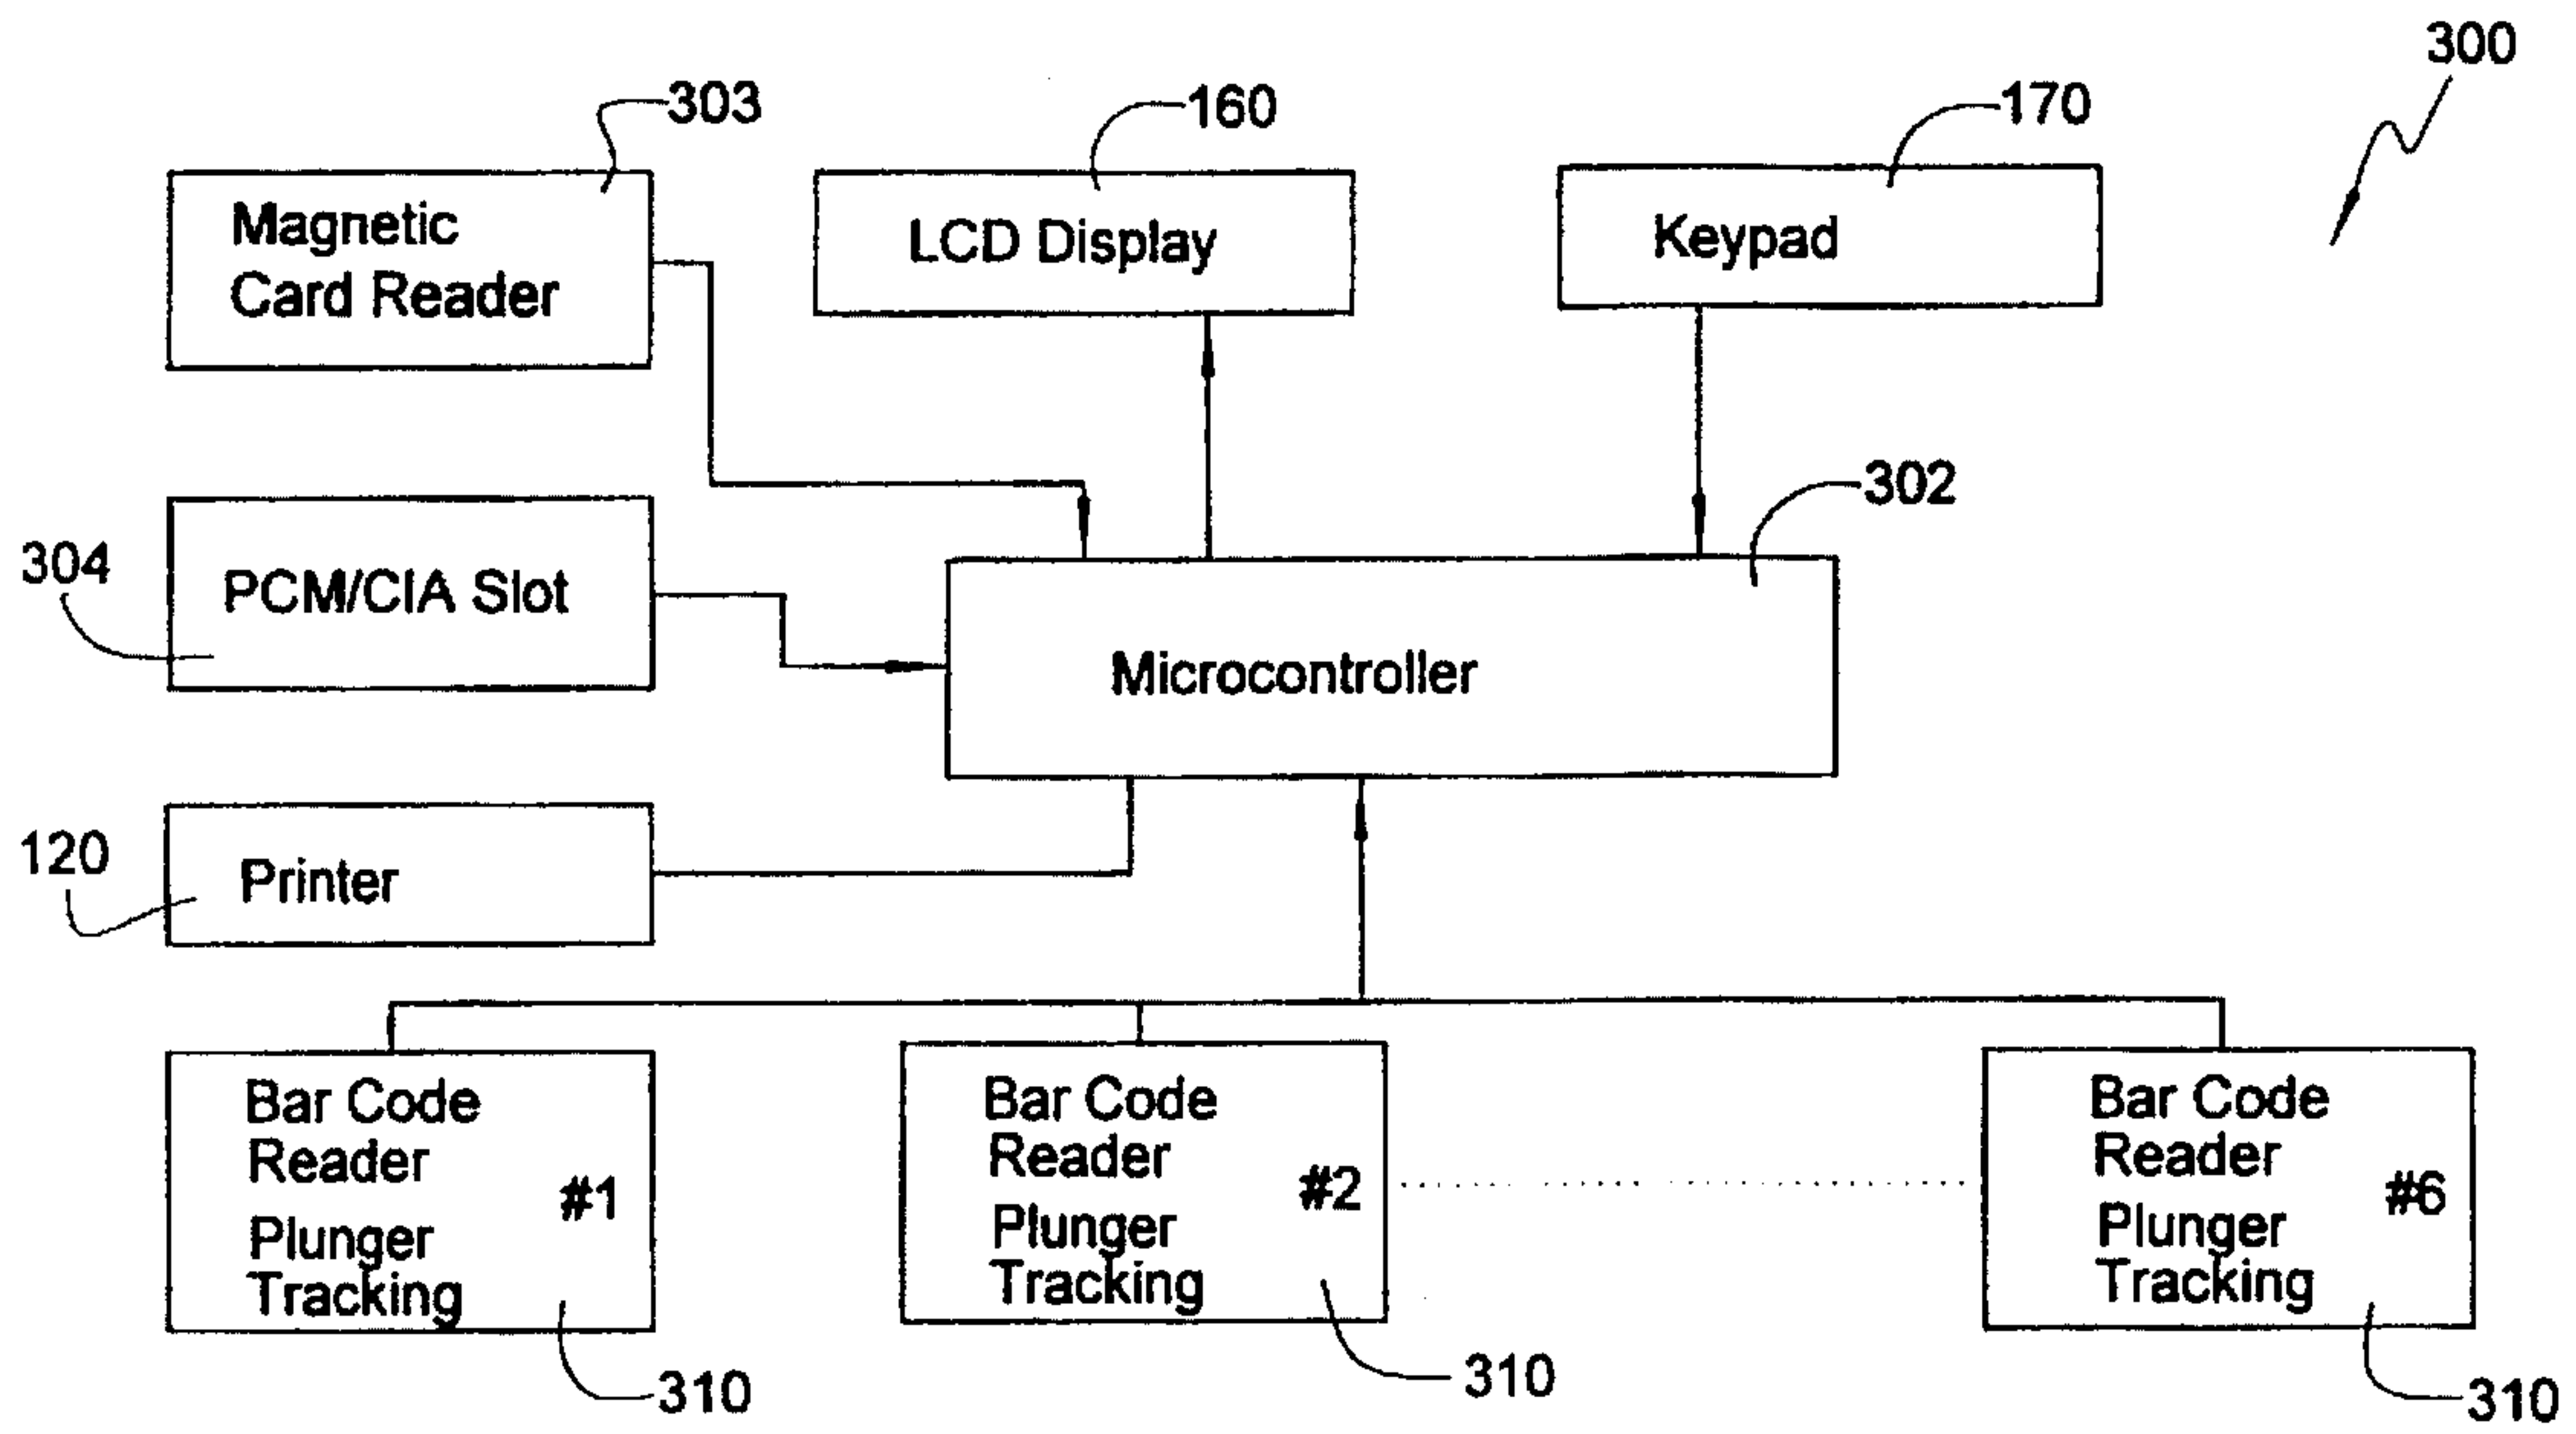 300
303
160
170
Magnetic
Card Reader
LCD Display
Keypad
302
304
PCM/CIA Slot
Microcontroller
120
Printer
Bar Code
Reader
#1
Plunger
Tracking
310
Bar Code
Reader
#2
Plunger
Tracking
310
Bar Code
Reader
#6
Plunger
Tracking
310